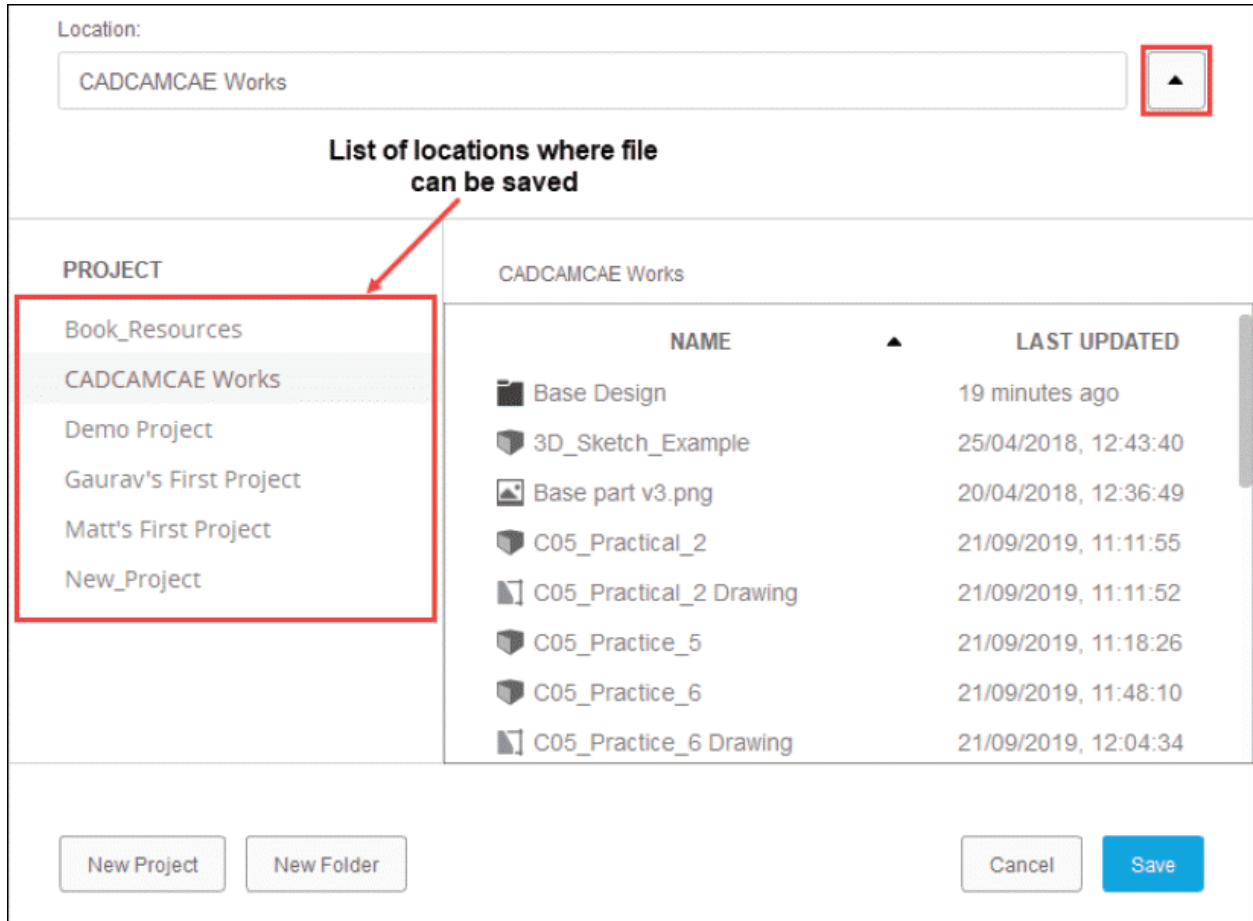 Location:
CADCAMCAE Works
List of locations where file
can be saved
PROJECT
Book_Resources
CADCAMCAE Works
Demo Project
Gaurav's First Project
Matt's First Project
New_Project
CADCAMCAE Works
NAME LAST UPDATED
Base Design 19 minutes ago
3D_Sketch_Example 25/04/2018, 12:43:40
Base part v3.png 20/04/2018, 12:36:49
C05_Practical_2 21/09/2019, 11:11:55
C05_Practical_2 Drawing 21/09/2019, 11:11:52
C05_Practice_5 21/09/2019, 11:18:26
C05_Practice_6 21/09/2019, 11:48:10
C05_Practice_6 Drawing 21/09/2019, 12:04:34
New Project New Folder Cancel Save